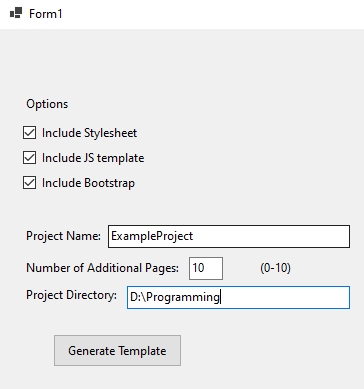 Form1
Options
Include Stylesheet
Include JS template
Include Bootstrap
Project Name: ExampleProject
Number of Additional Pages: 10 (0-10)
Project Directory: D:\Programming
Generate Template